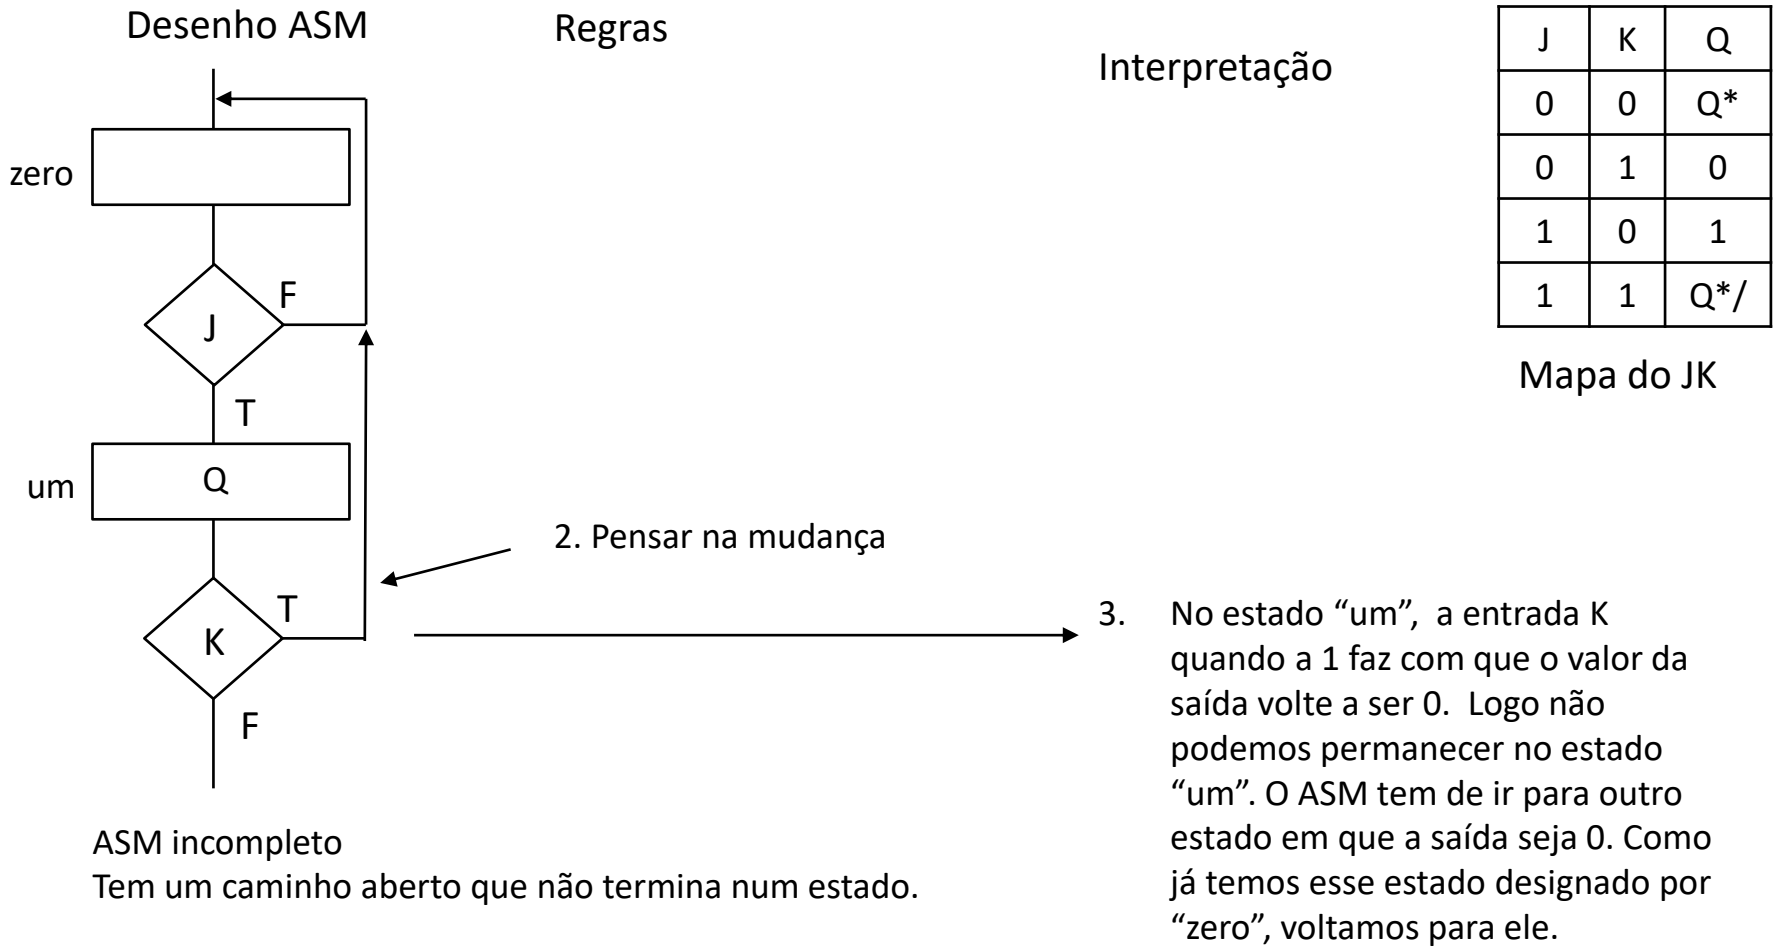 Desenho ASM
Regras
Interpretação
zero
J
F
T
um
Q
K
T
F
2. Pensar na mudança
ASM incompleto
Tem um caminho aberto que não termina num estado.
3. No estado “um”, a entrada K
quando a 1 faz com que o valor da
saída volte a ser 0. Logo não
podemos permanecer no estado
“um”. O ASM tem de ir para outro
estado em que a saída seja 0. Como
já temos esse estado designado por
“zero”, voltamos para ele.
J K Q
0 0 Q*
0 1 0
1 0 1
1 1 Q*/
Mapa do JK